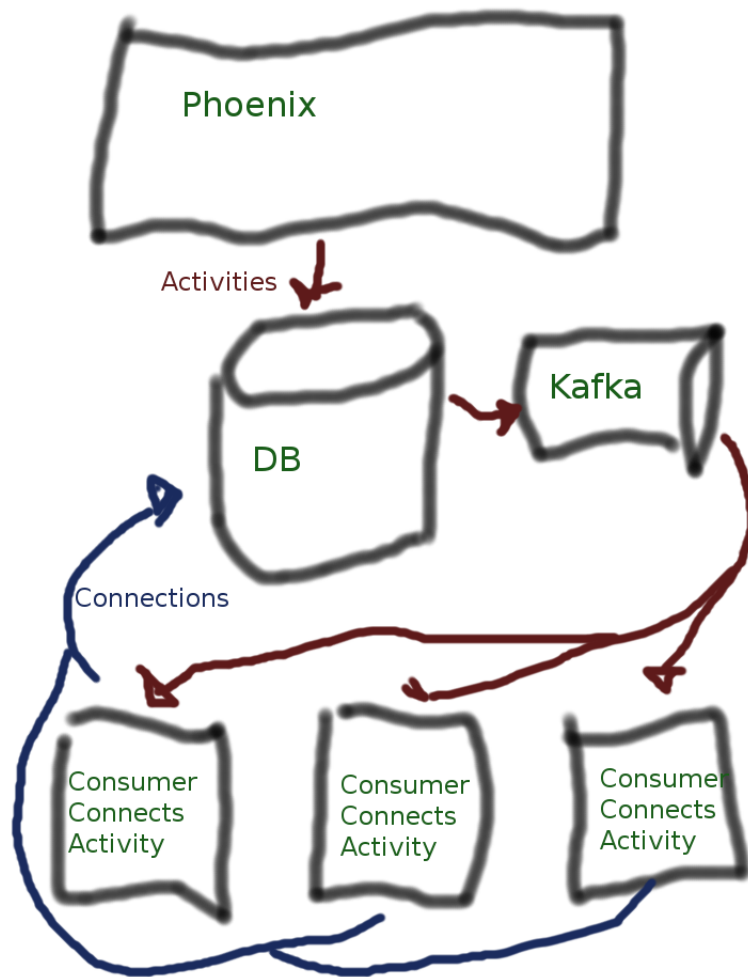 Phoenix
Activities
Kafka
DB
Connections
Consumer
Connects
Activity
Consumer
Connects
Activity
Consumer
Connects
Activity